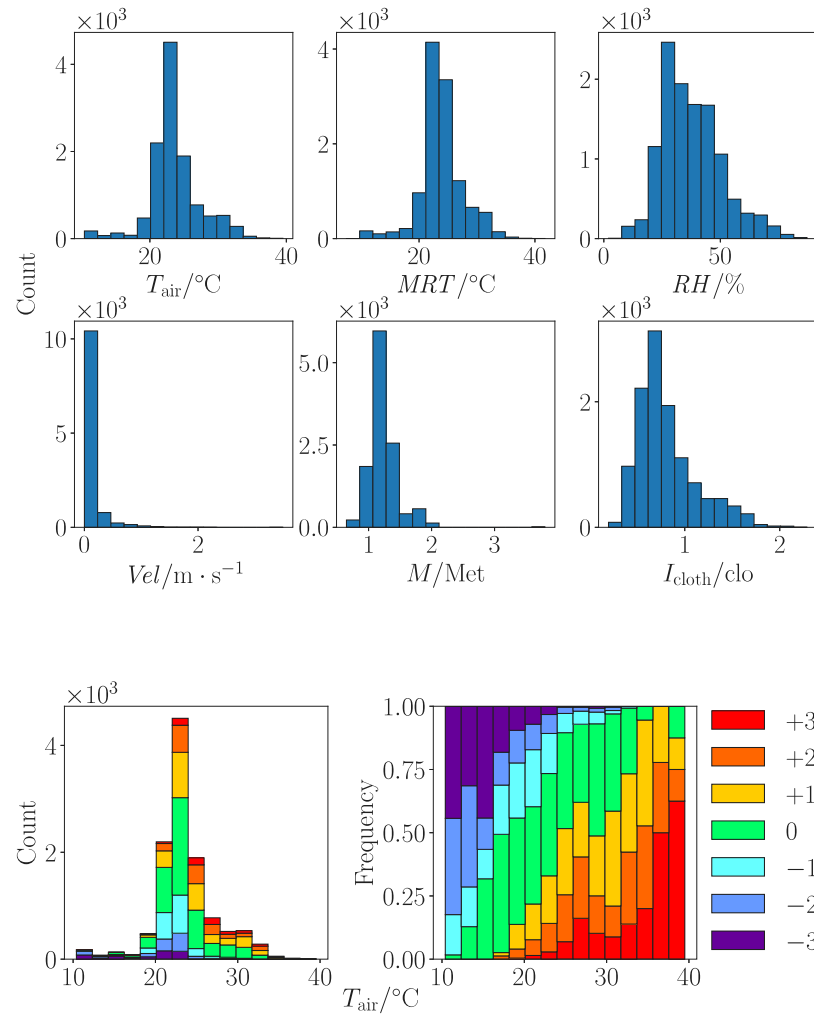 ×10³ ×10³ ×10³
4
2
0
20 40
T_air/°C
4
2
0
20 40
MRT/°C
2
1
0
0 50
RH/%
Count
×10³ ×10³
10
5
0
0 2
Vel/m · s⁻¹
5.0
2.5
0.0
1 2 3
M/Met
2
0
1 2
I_cloth/clo
×10³
4
2
0
10 20 30 40
Count
1.00
0.75
0.50
0.25
0.00
10 20 30 40
Frequency
T_air/°C
+3
+2
+1
0
−1
−2
−3